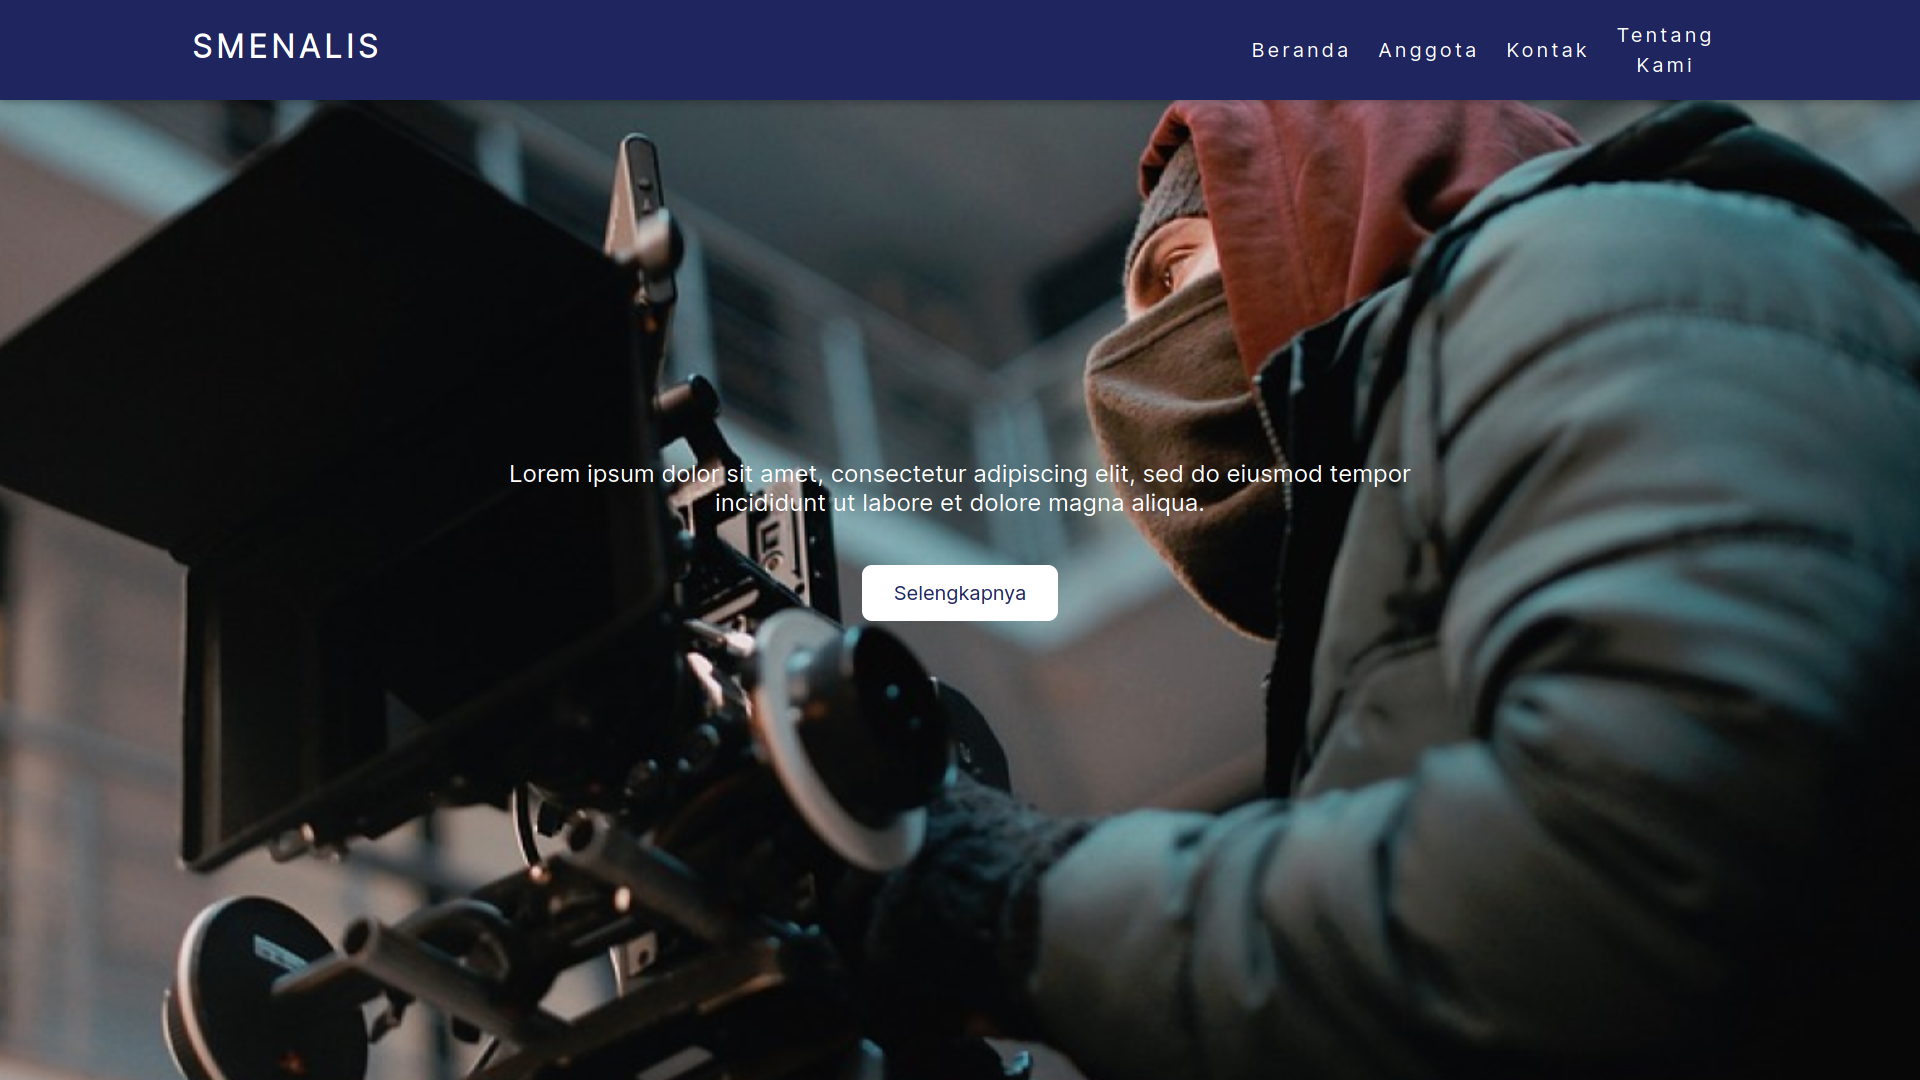 SMENALIS
Beranda
Anggota
Kontak
Tentang
Kami
Lorem ipsum dolor sit amet, consectetur adipiscing elit, sed do eiusmod tempor
incididunt ut labore et dolore magna aliqua.
Selengkapnya